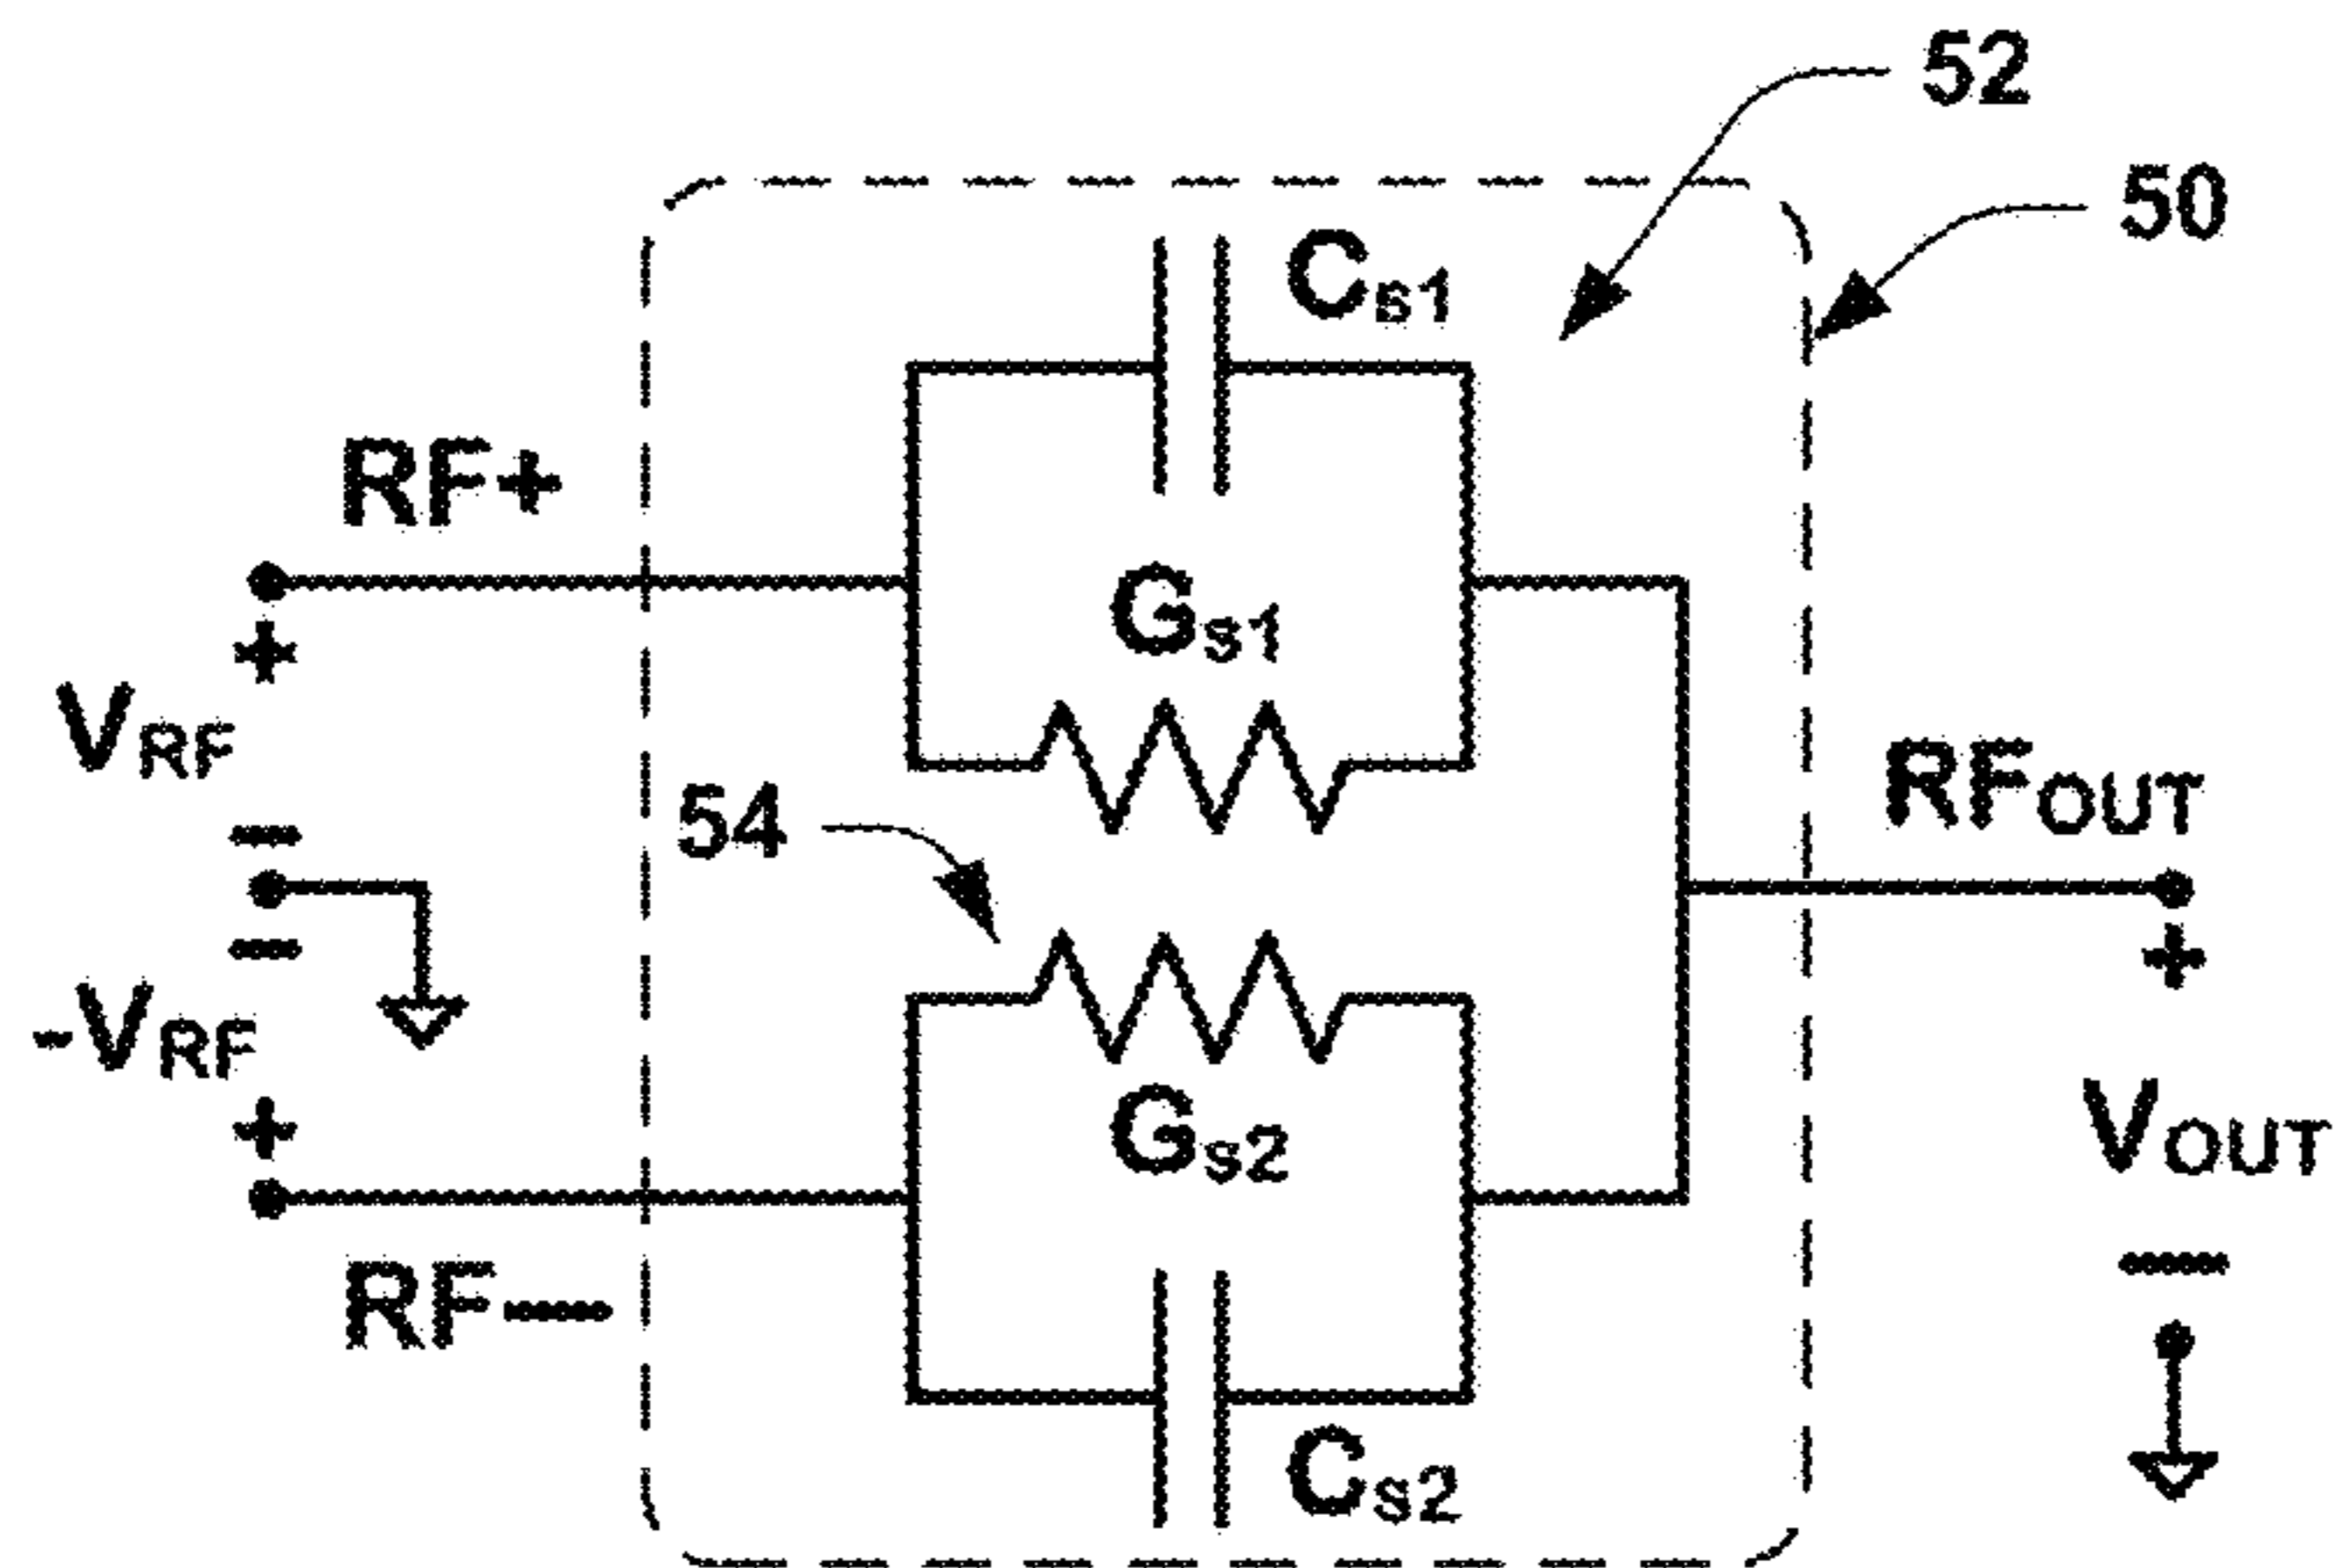 52
50
Cs1
RF+
Gs1
+
VRF
RFOUT
54
−
−
+
-VRF
Gs2
VOUT
+
−
RF−
Cs2